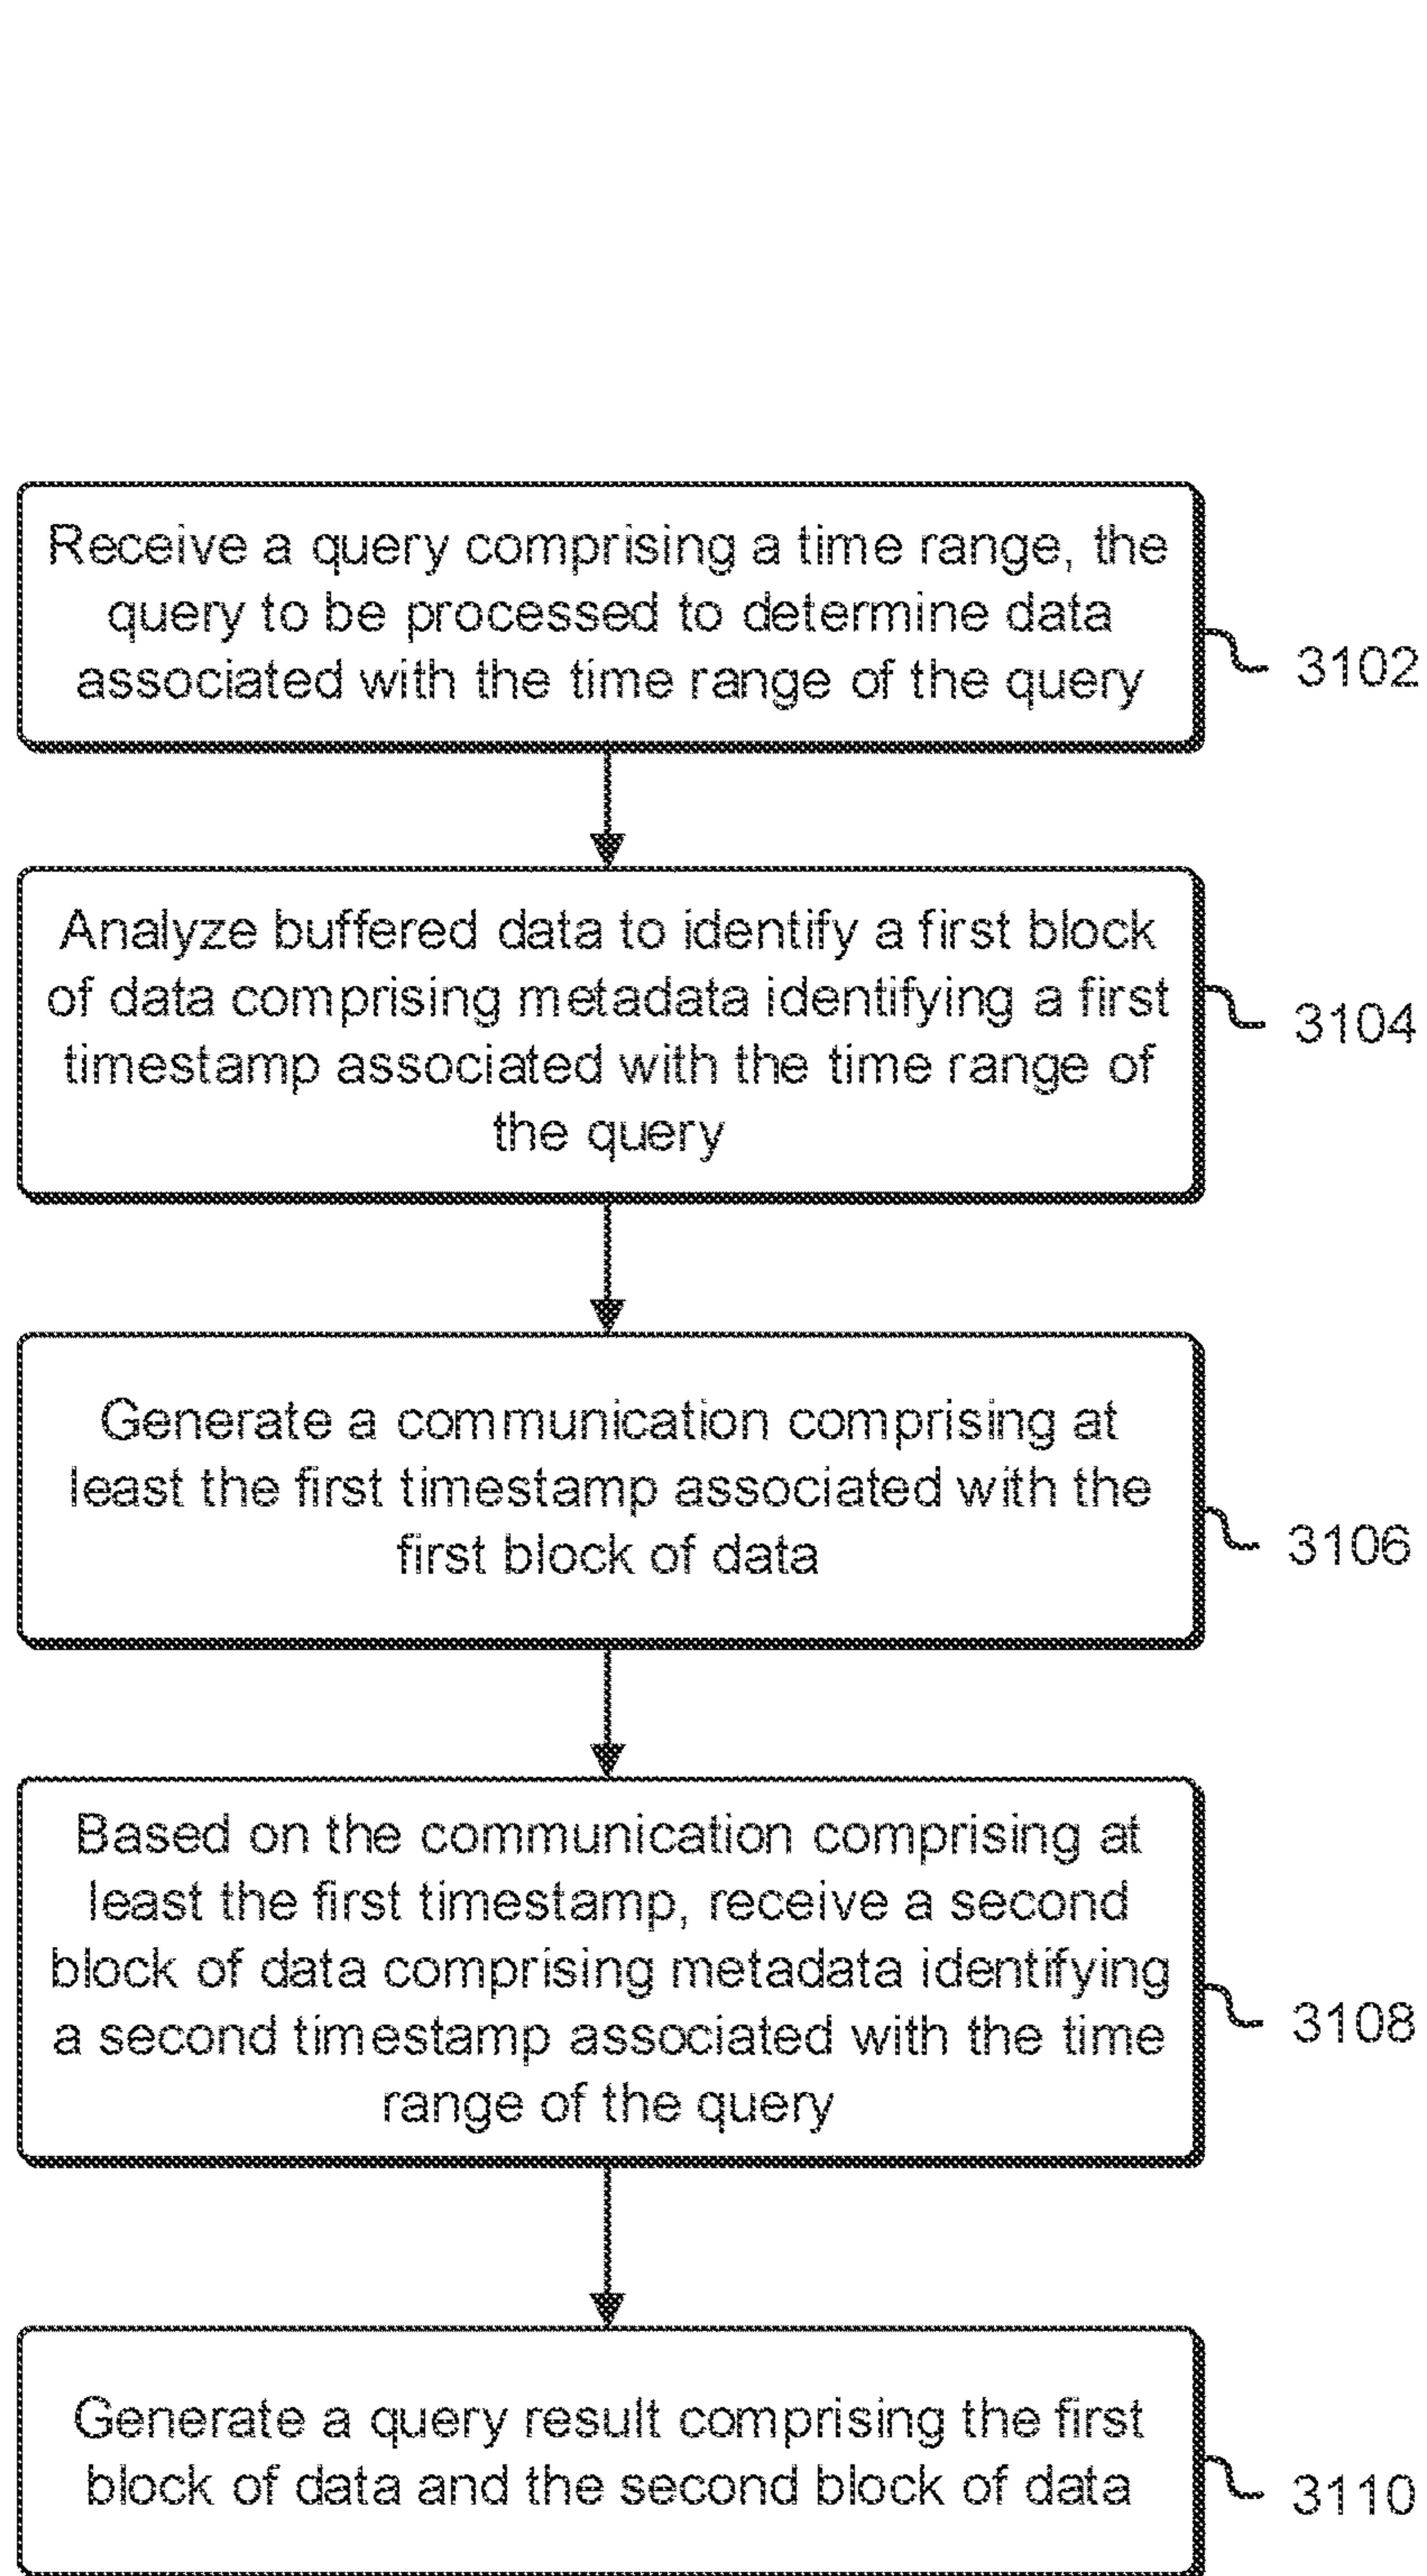 Receive a query comprising a time range, the
query to be processed to determine data
associated with the time range of the query
3102
Analyze buffered data to identify a first block
of data comprising metadata identifying a first
timestamp associated with the time range of
the query
3104
Generate a communication comprising at
least the first timestamp associated with the
first block of data
3106
Based on the communication comprising at
least the first timestamp, receive a second
block of data comprising metadata identifying
a second timestamp associated with the time
range of the query
3108
Generate a query result comprising the first
block of data and the second block of data
3110